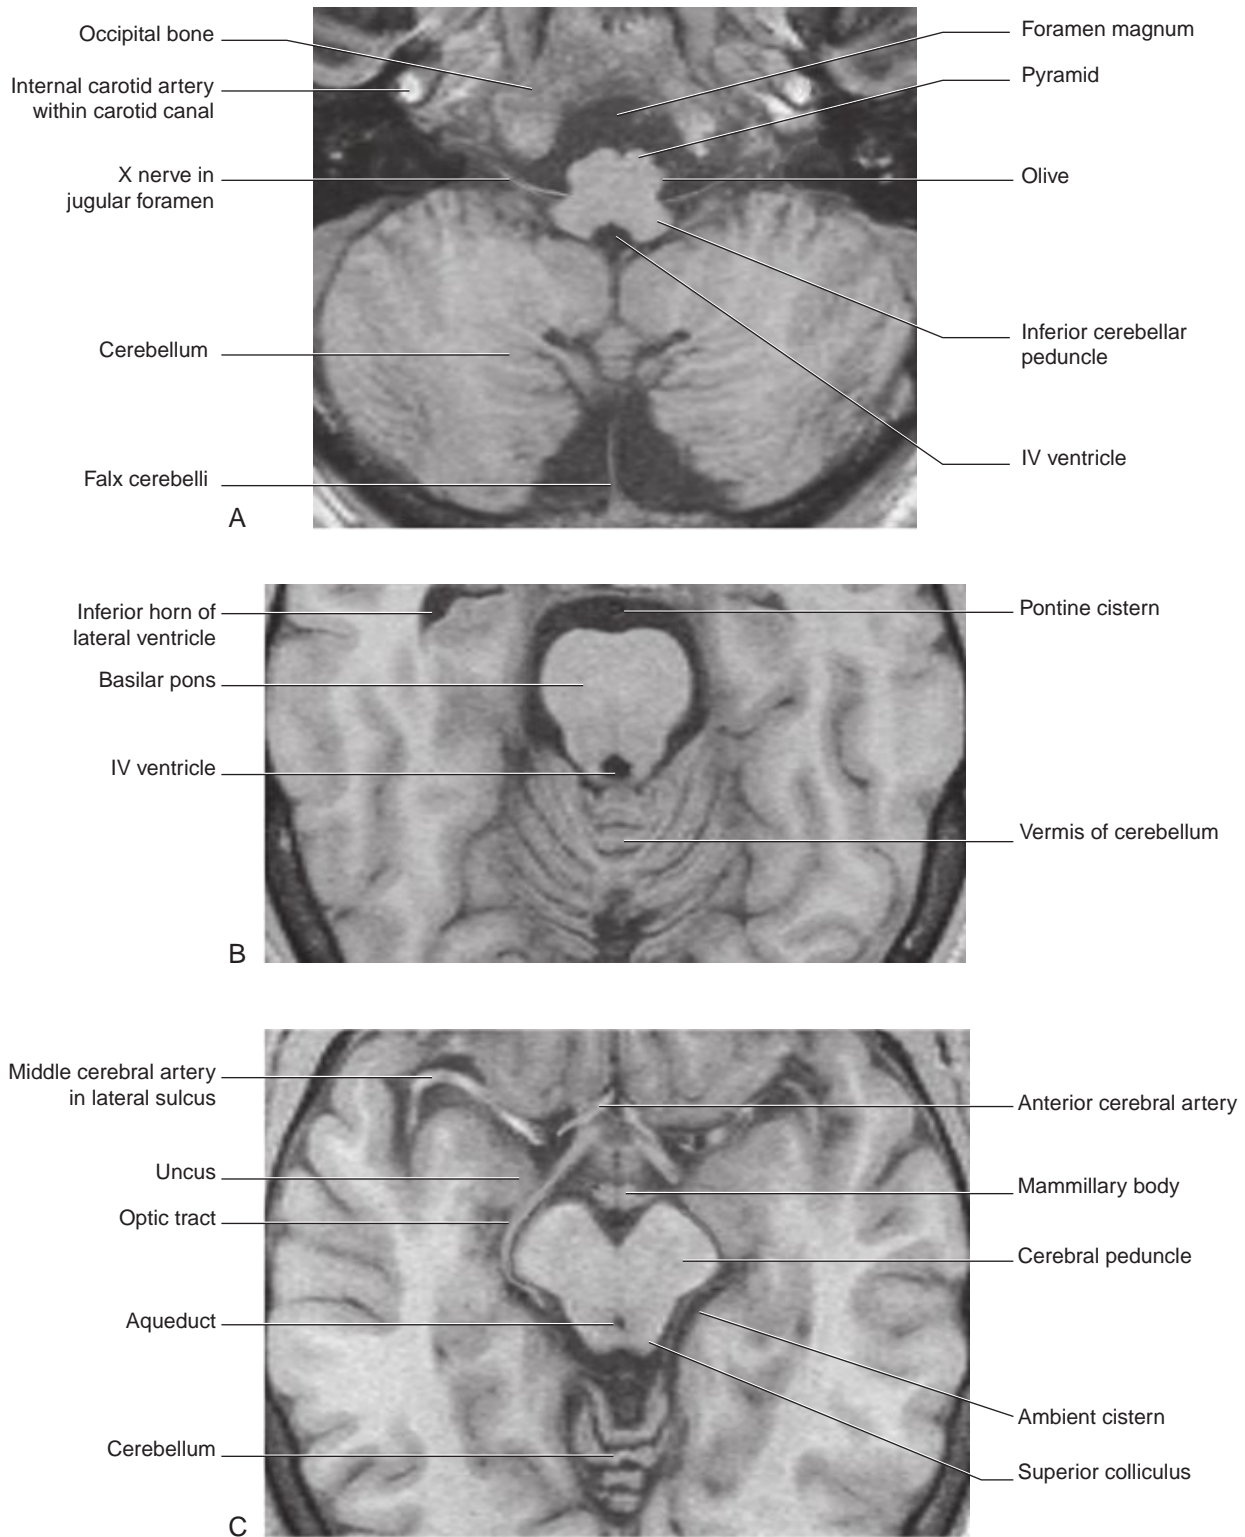 Occipital bone
Internal carotid artery
within carotid canal
X nerve in
jugular foramen
Cerebellum
Falx cerebelli
A
Foramen magnum
Pyramid
Olive
Inferior cerebellar
peduncle
IV ventricle
Inferior horn of
lateral ventricle
Basilar pons
IV ventricle
B
Pontine cistern
Vermis of cerebellum
Middle cerebral artery
in lateral sulcus
Uncus
Optic tract
Aqueduct
Cerebellum
C
Anterior cerebral artery
Mammillary body
Cerebral peduncle
Ambient cistern
Superior colliculus